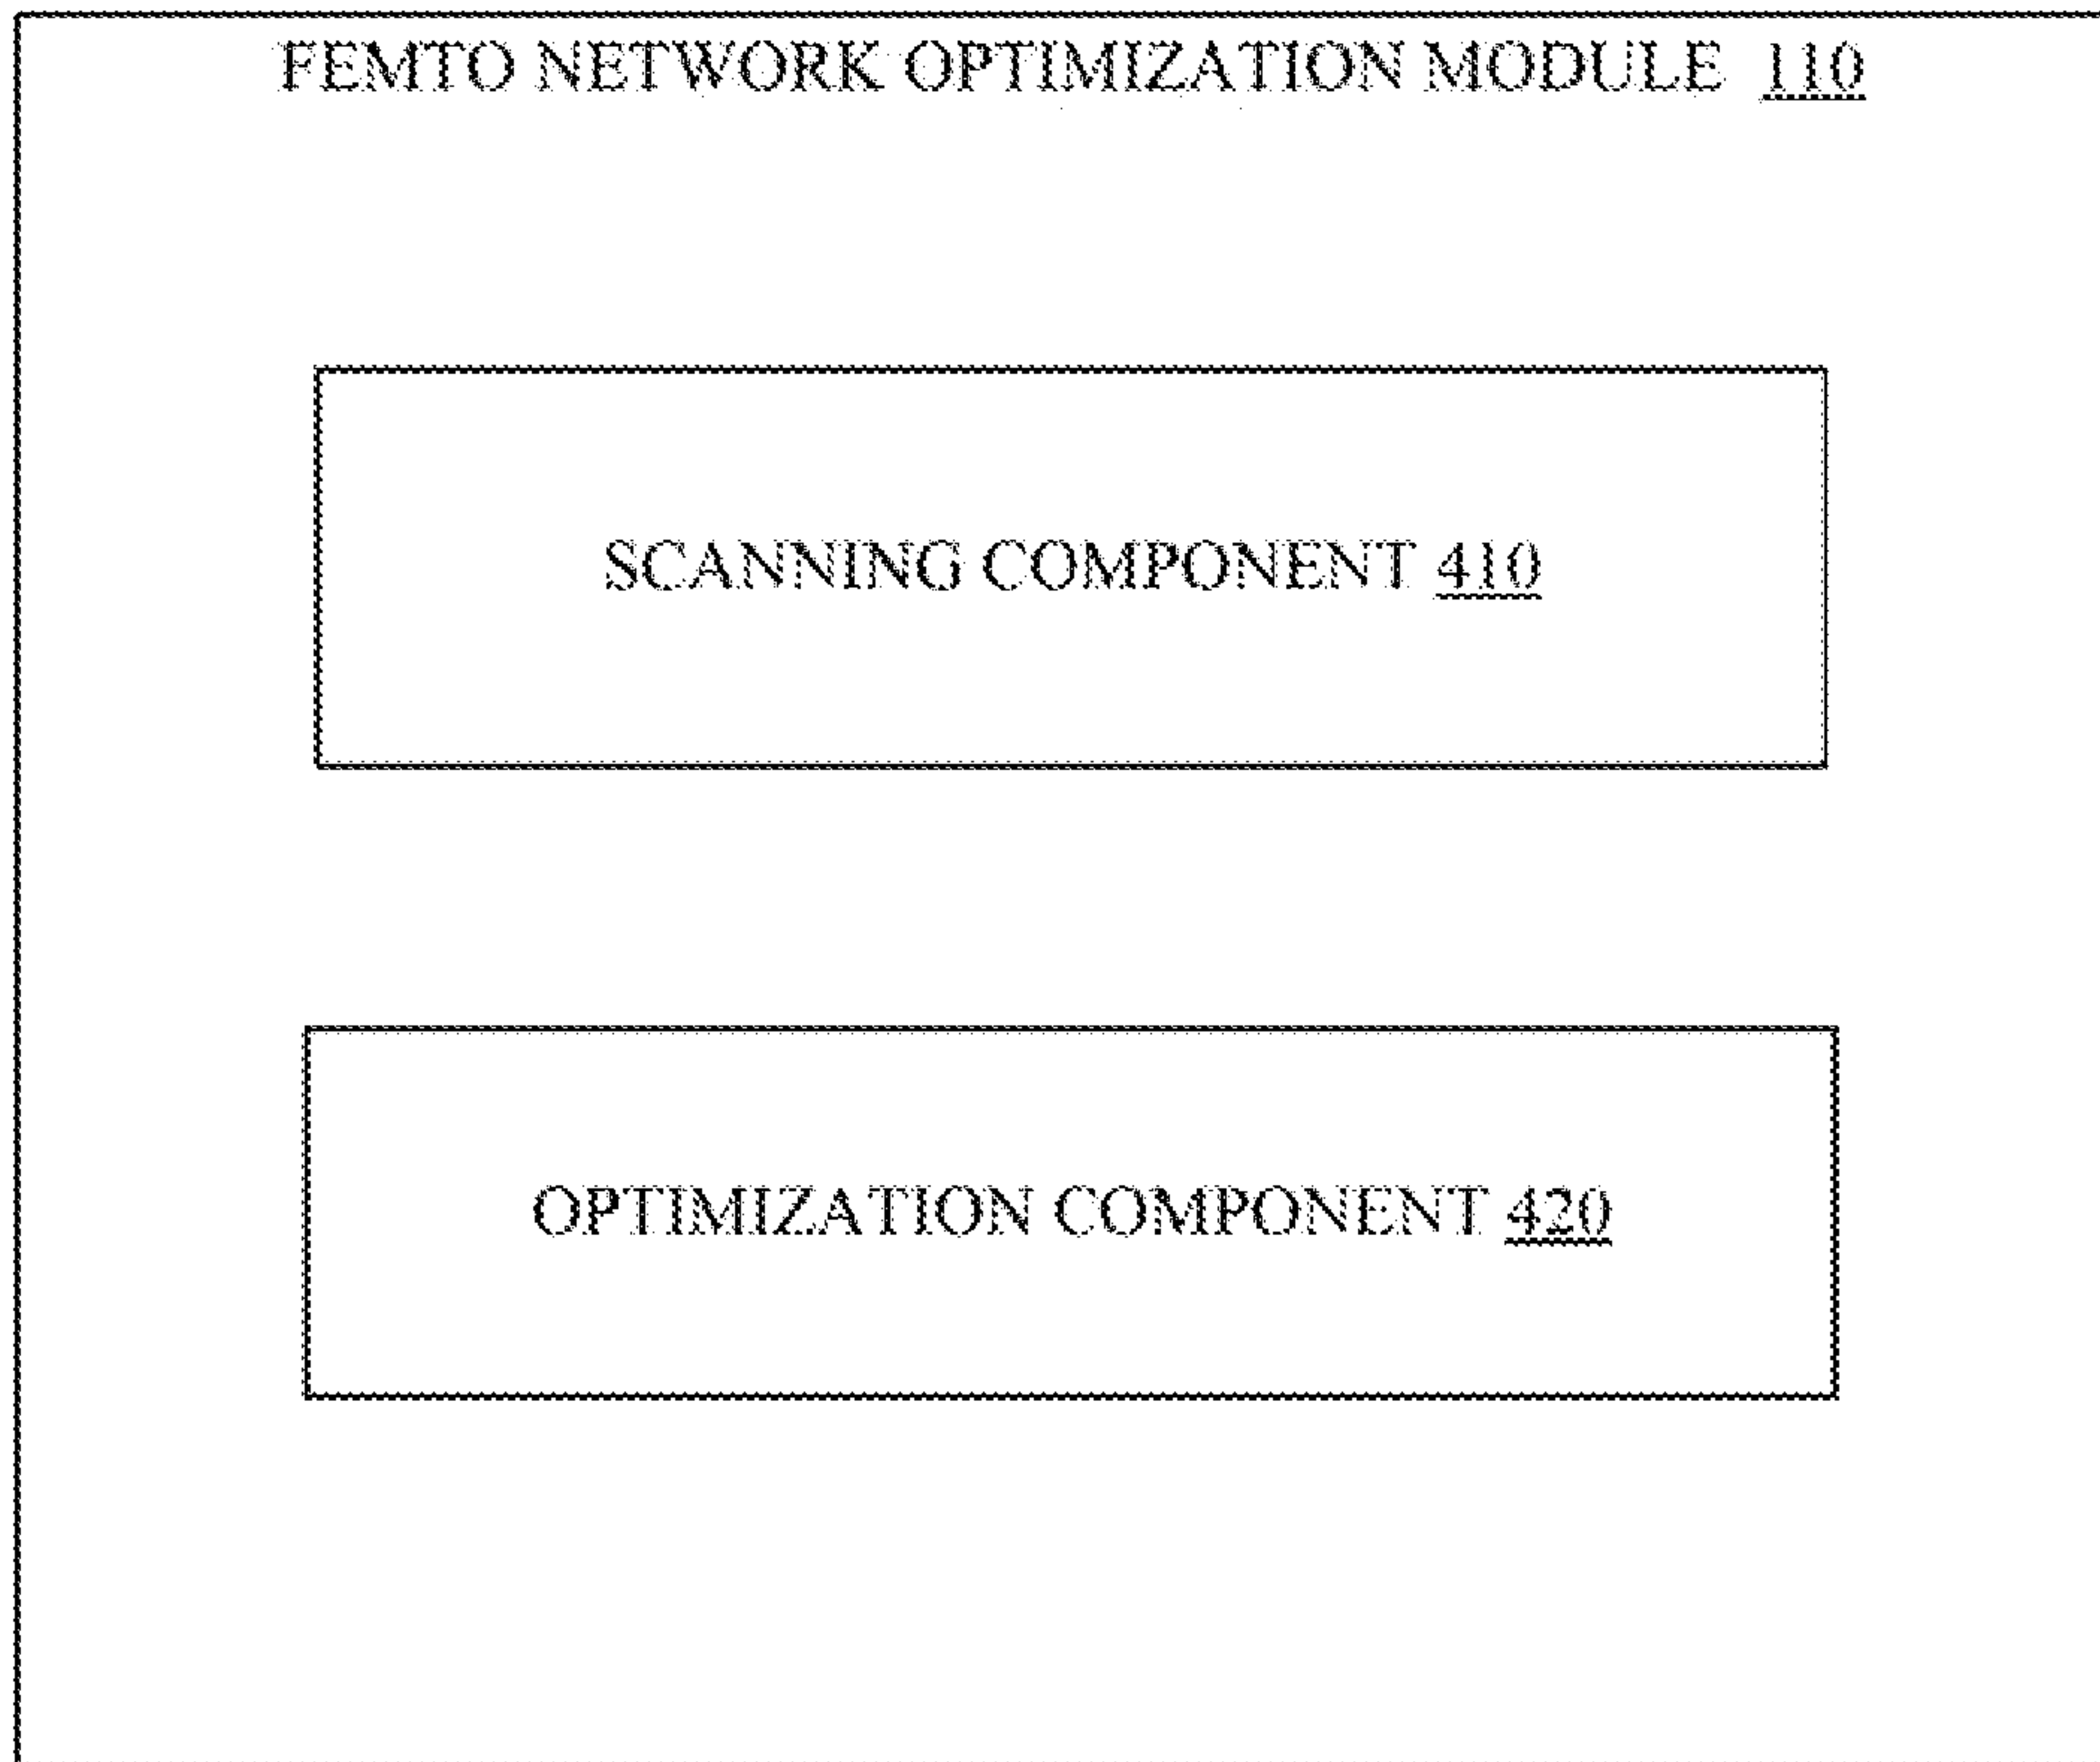 FEMTO NETWORK OPTIMIZATION MODULE 110
SCANNING COMPONENT 410
OPTIMIZATION COMPONENT 420